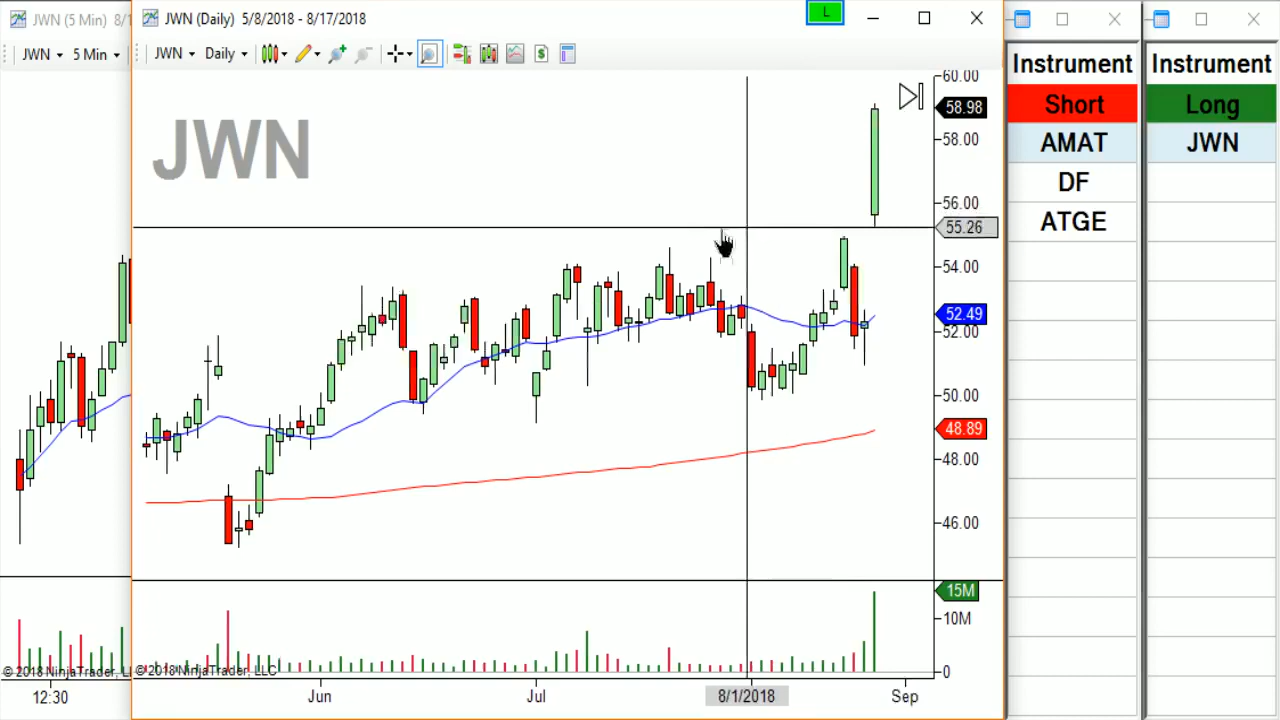 JWN (5 Min) 8/1
JWN 5 Min
12:30
© 2018 NinjaTrader, LL
JWN (Daily) 5/8/2018 - 8/17/2018
L
JWN Daily
$
JWN
60.00
58.98
58.00
56.00
55.26
54.00
52.49
52.00
50.00
48.89
48.00
46.00
15M
10M
0
© 2018 NinjaTrader, LLC
Jun Jul 8/1/2018 Sep
Instrument
Short
AMAT
DF
ATGE
Instrument
Long
JWN